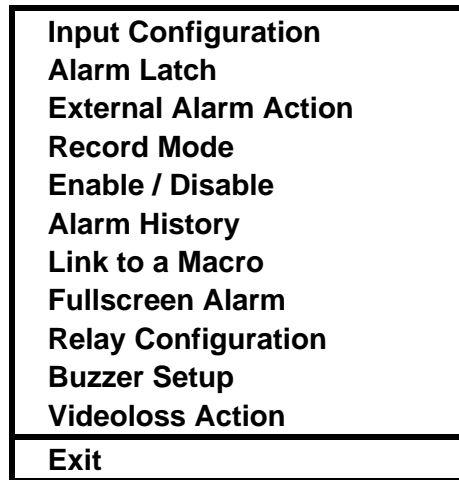 Input Configuration
Alarm Latch
External Alarm Action
Record Mode
Enable / Disable
Alarm History
Link to a Macro
Fullscreen Alarm
Relay Configuration
Buzzer Setup
Videoloss Action
Exit